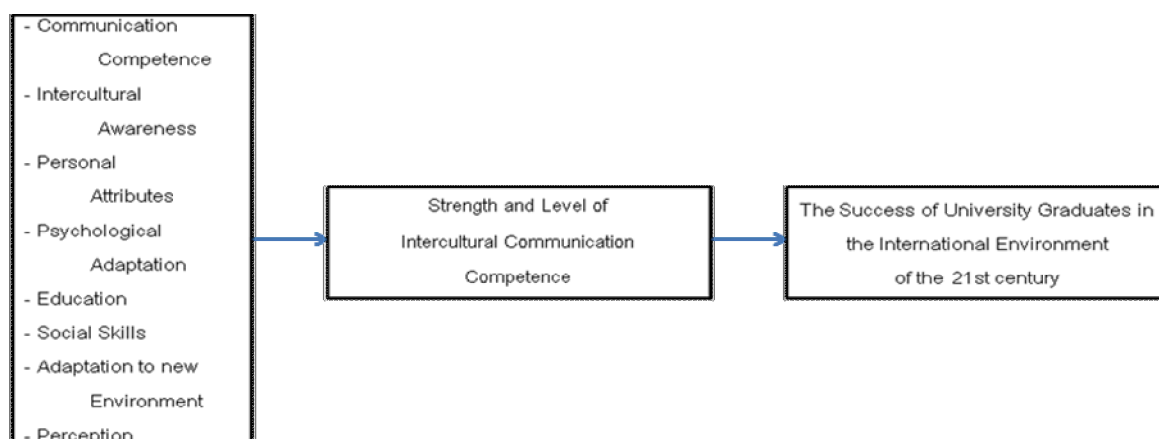 - Communication
Competence
- Intercultural
Awareness
- Personal
Attributes
- Psychological
Adaptation
- Education
- Social Skills
- Adaptation to new
Environment
- Perception
Strength and Level of
Intercultural Communication
Competence
The Success of University Graduates in
the International Environment
of the 21st century